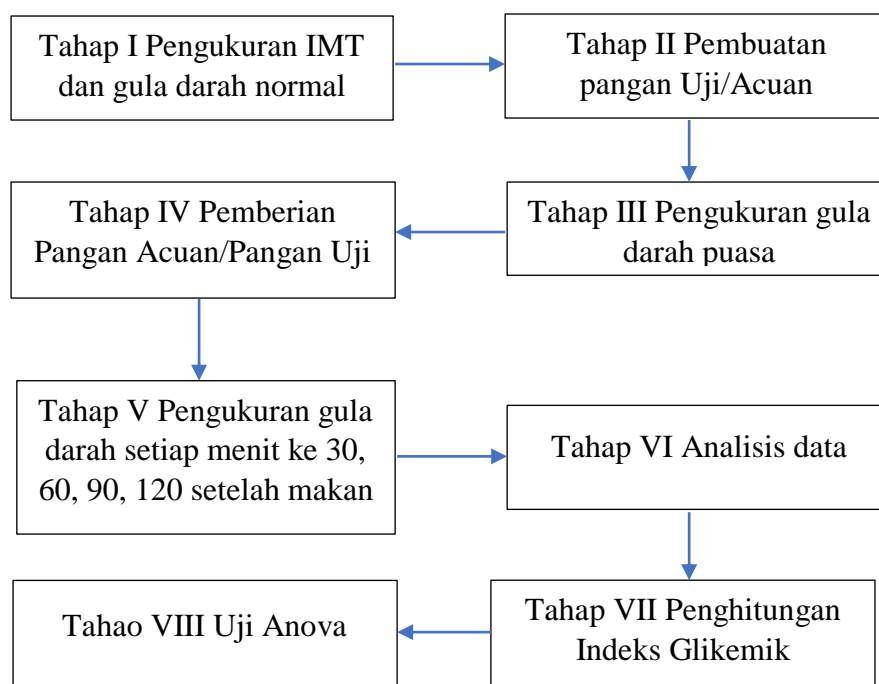 Tahap I Pengukuran IMT
dan gula darah normal
Tahap II Pembuatan
pangan Uji/Acuan
Tahap III Pengukuran gula
darah puasa
Tahap IV Pemberian
Pangan Acuan/Pangan Uji
Tahap V Pengukuran gula
darah setiap menit ke 30,
60, 90, 120 setelah makan
Tahap VI Analisis data
Tahap VII Penghitungan
Indeks Glikemik
Tahao VIII Uji Anova